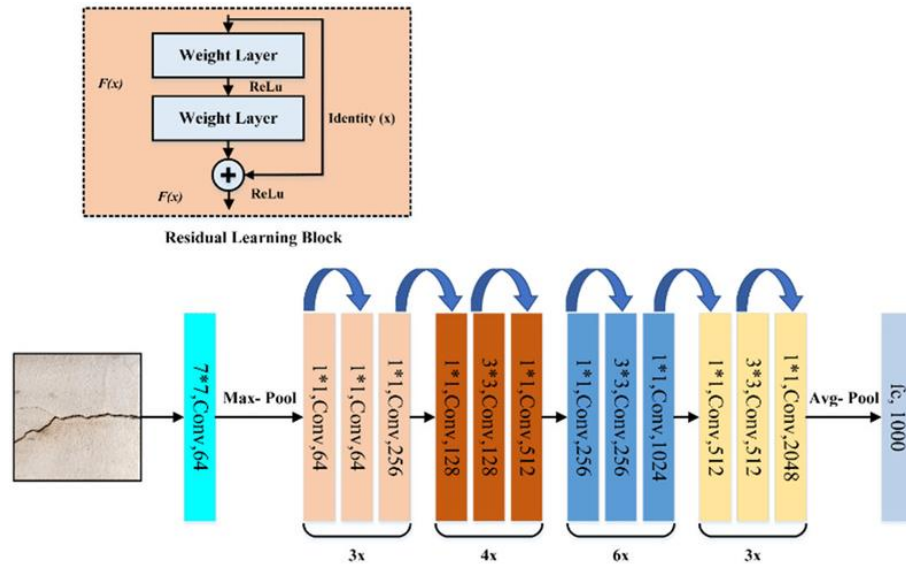 Weight Layer
F(x)
ReLu
Weight Layer
Identity (x)
+
F(x)
ReLu
Residual Learning Block
7*7,Conv,64
Max- Pool
1*1,Conv,64
1*1,Conv,64
1*1,Conv,256
1*1,Conv,128
3*3,Conv,128
1*1,Conv,512
1*1,Conv,256
3*3,Conv,256
1*1,Conv,1024
1*1,Conv,512
3*3,Conv,512
1*1,Conv,2048
Avg- Pool
fc, 1000
3x
4x
6x
3x